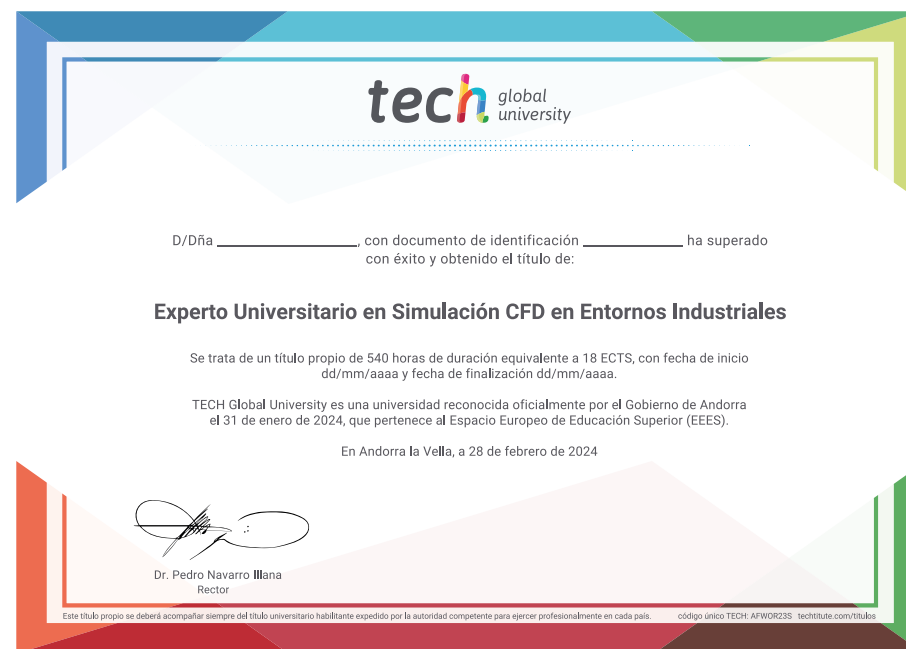 tech global university
D/Dña ____________________, con documento de identificación ______________ ha superado
con éxito y obtenido el título de:
Experto Universitario en Simulación CFD en Entornos Industriales
Se trata de un título propio de 540 horas de duración equivalente a 18 ECTS, con fecha de inicio
dd/mm/aaaa y fecha de finalización dd/mm/aaaa.
TECH Global University es una universidad reconocida oficialmente por el Gobierno de Andorra
el 31 de enero de 2024, que pertenece al Espacio Europeo de Educación Superior (EEES).
En Andorra la Vella, a 28 de febrero de 2024
Dr. Pedro Navarro Illana
Rector
Este título propio se deberá acompañar siempre del título universitario habilitante expedido por la autoridad competente para ejercer profesionalmente en cada país. código único TECH: AFWOR23S techtitute.com/titulos